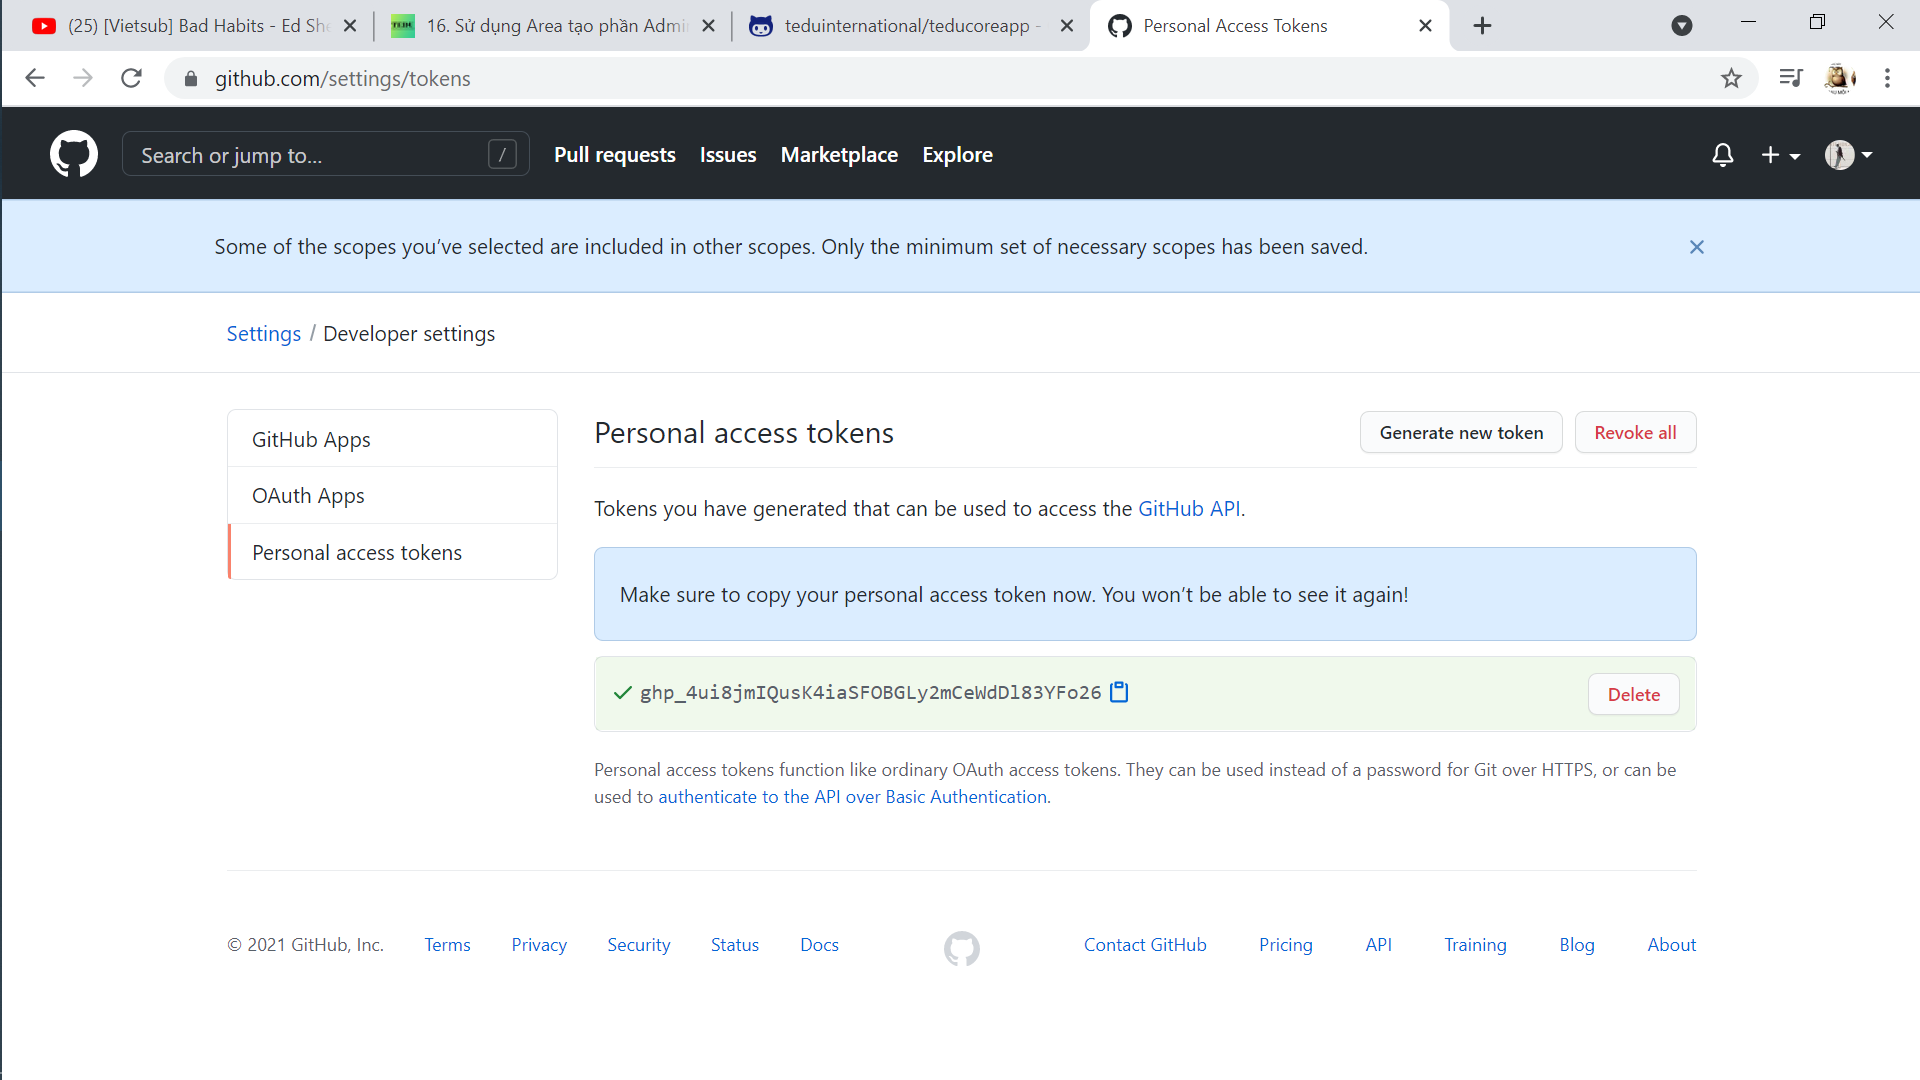 (25) [Vietsub] Bad Habits - Ed She
16. Sử dụng Area tạo phần Admi
teduinternational/teducoreapp -
Personal Access Tokens
github.com/settings/tokens
Search or jump to...
/
Pull requests
Issues
Marketplace
Explore
Some of the scopes you’ve selected are included in other scopes. Only the minimum set of necessary scopes has been saved.
Settings / Developer settings
GitHub Apps
OAuth Apps
Personal access tokens
Personal access tokens
Generate new token
Revoke all
Tokens you have generated that can be used to access the GitHub API.
Make sure to copy your personal access token now. You won’t be able to see it again!
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
Delete
Personal access tokens function like ordinary OAuth access tokens. They can be used instead of a password for Git over HTTPS, or can be
used to authenticate to the API over Basic Authentication.
© 2021 GitHub, Inc.
Terms
Privacy
Security
Status
Docs
Contact GitHub
Pricing
API
Training
Blog
About